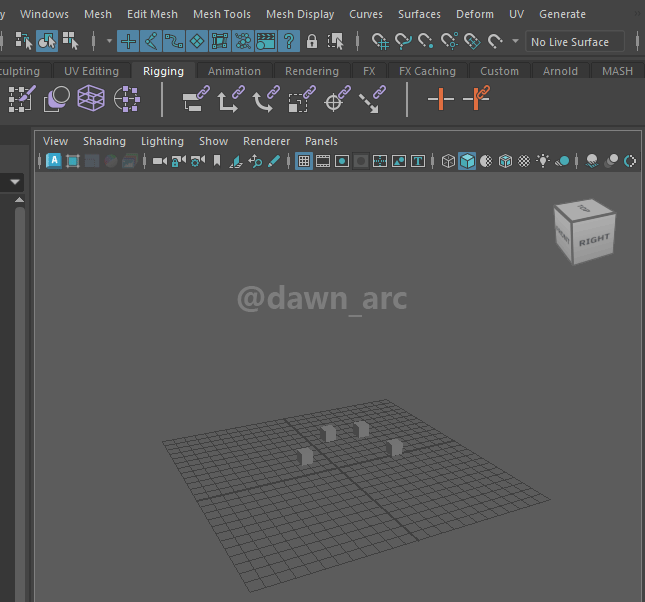 Windows Mesh Edit Mesh Mesh Tools Mesh Display Curves Surfaces Deform UV Generate
No Live Surface
culpting UV Editing Rigging Animation Rendering FX FX Caching Custom Arnold MASH
View Shading Lighting Show Renderer Panels
A T
TOP
RIGHT
@dawn_arc